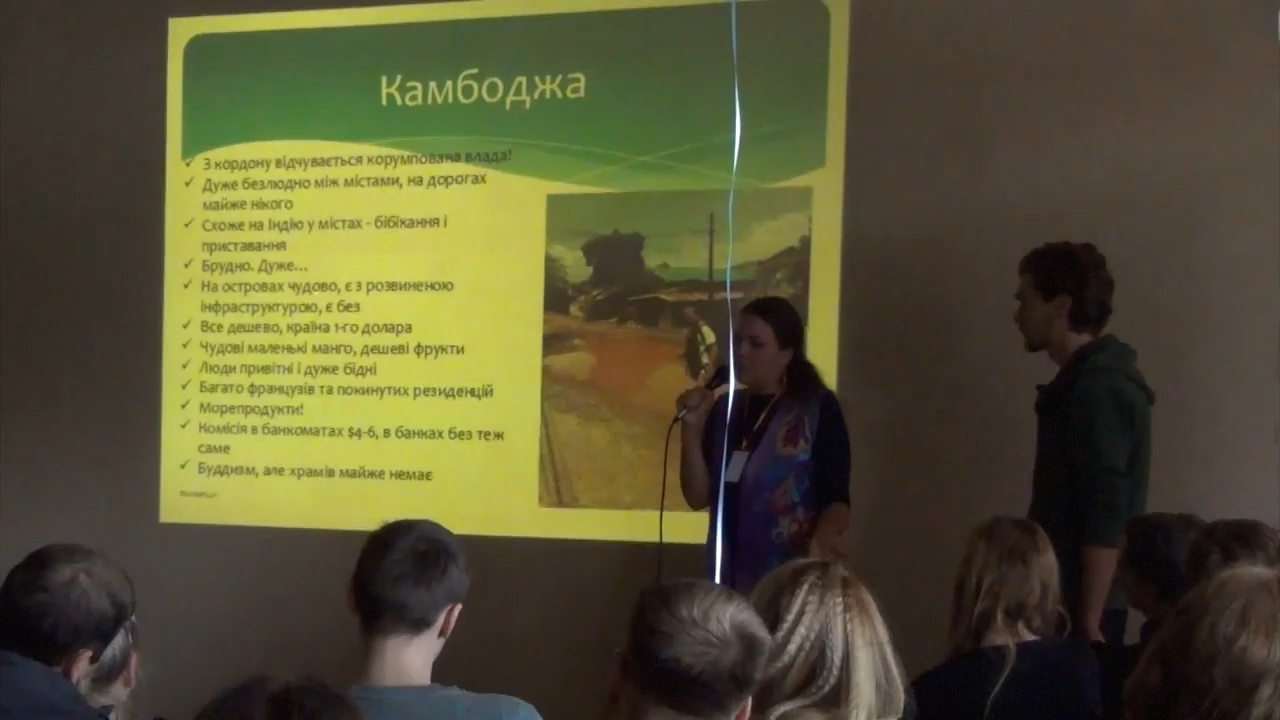 Камбоджа
З кордону відчувається корумпована влада!
Дуже безлюдно між містами, на дорогах
майже нікого
Схоже на Індію у містах - бібікання і
приставання
Брудно. Дуже...
На островах чудово, є з розвиненою
інфраструктурою, є без
Все дешево, країна 1-го долара
Чудові маленькі манго, дешеві фрукти
Люди привітні і дуже бідні
Багато французів та покинутих резиденцій
Морепродукти!
Комісія в банкоматах $4-6, в банках без теж
саме
Буддизм, але храмів майже немає